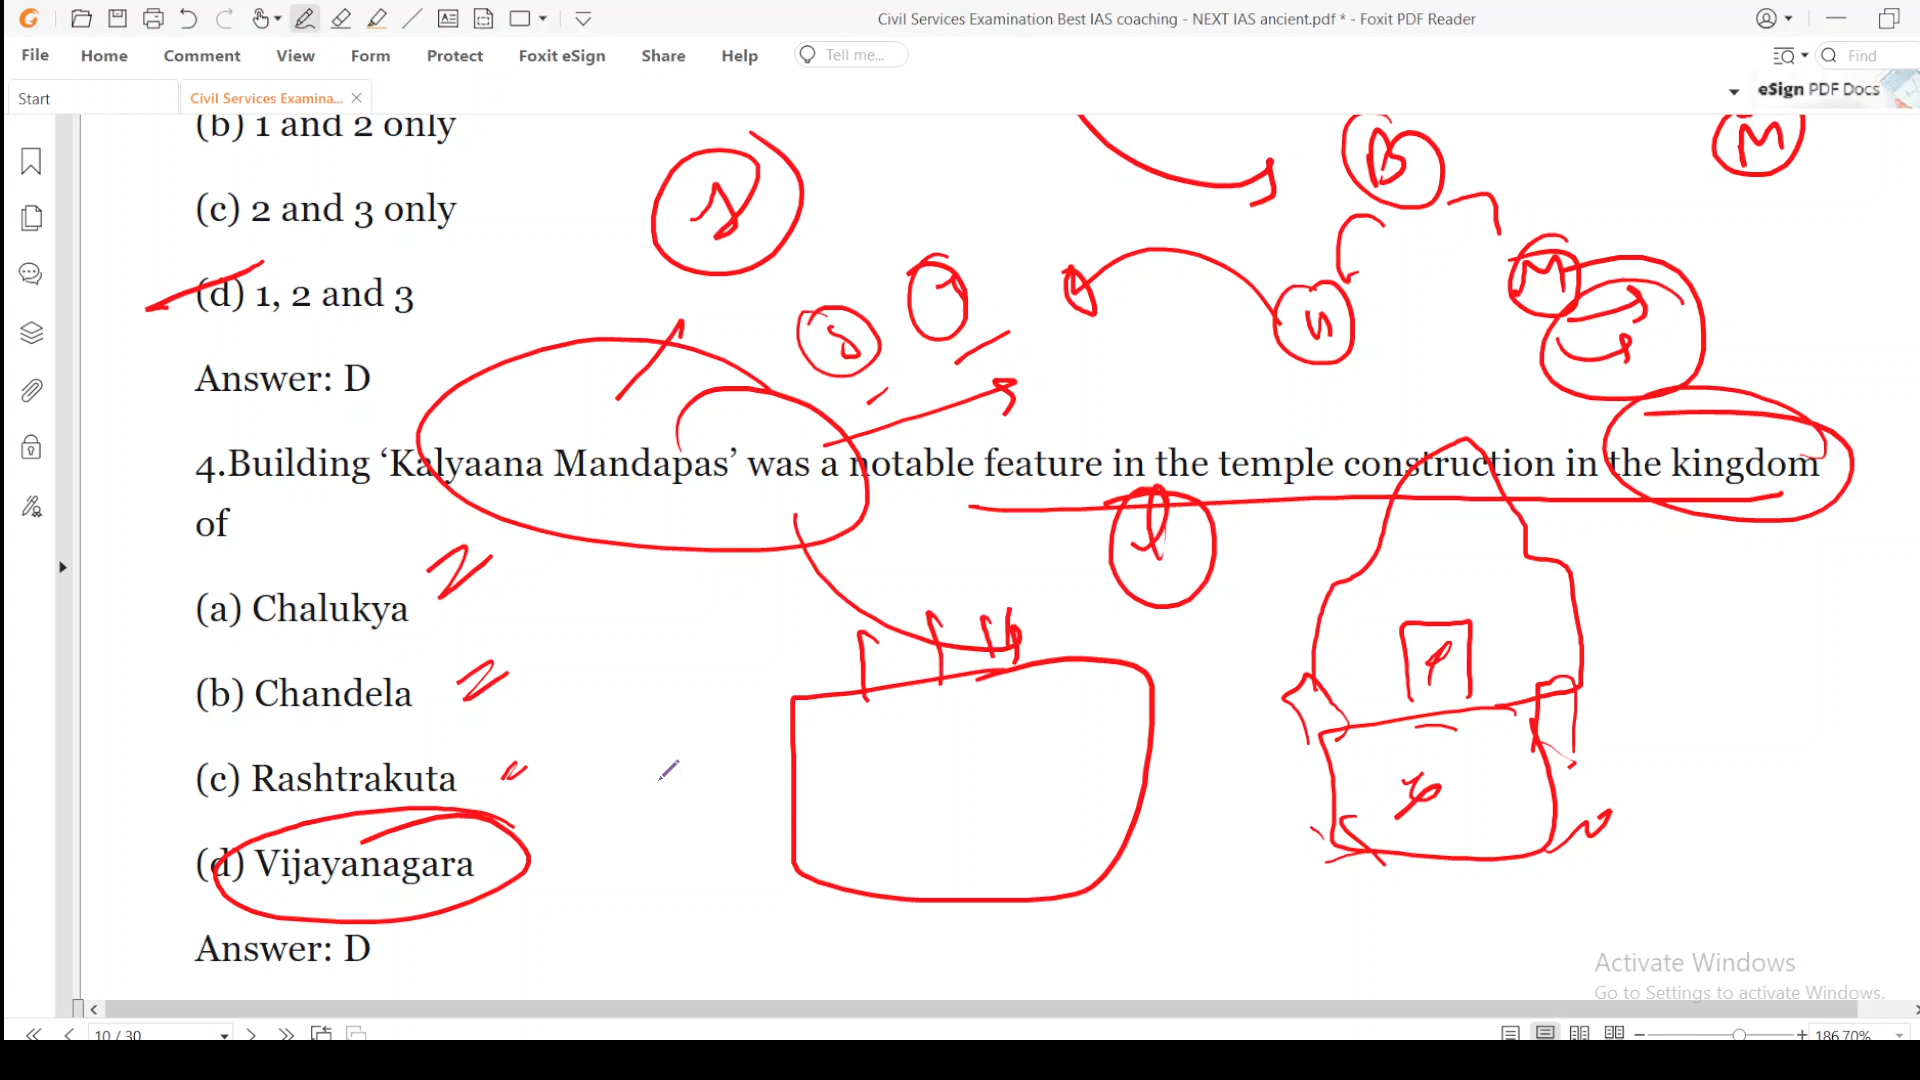 Civil Services Examination Best IAS coaching - NEXT IAS ancient.pdf * - Foxit PDF Reader
File Home Comment View Form Protect Foxit eSign Share Help Tell me... Find
Start Civil Services Examina... eSign PDF Docs
(b) 1 and 2 only
(c) 2 and 3 only
(d) 1, 2 and 3
Answer: D
4.Building ‘Kalyaana Mandapas’ was a notable feature in the temple construction in the kingdom
of
(a) Chalukya
(b) Chandela
(c) Rashtrakuta
(d) Vijayanagara
Answer: D
B
M
M
Activate Windows
Go to Settings to activate Windows.
10 / 30 186.70%